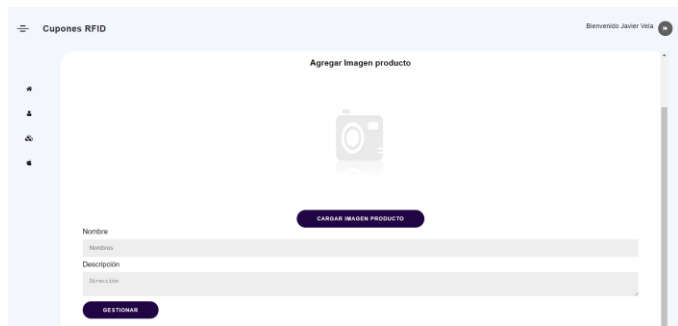 Cupones RFID
Bienvenido Javier Vela
Agregar Imagen producto
CARGAR IMAGEN PRODUCTO
Nombre
Nombres
Descripción
Dirección
GESTIONAR